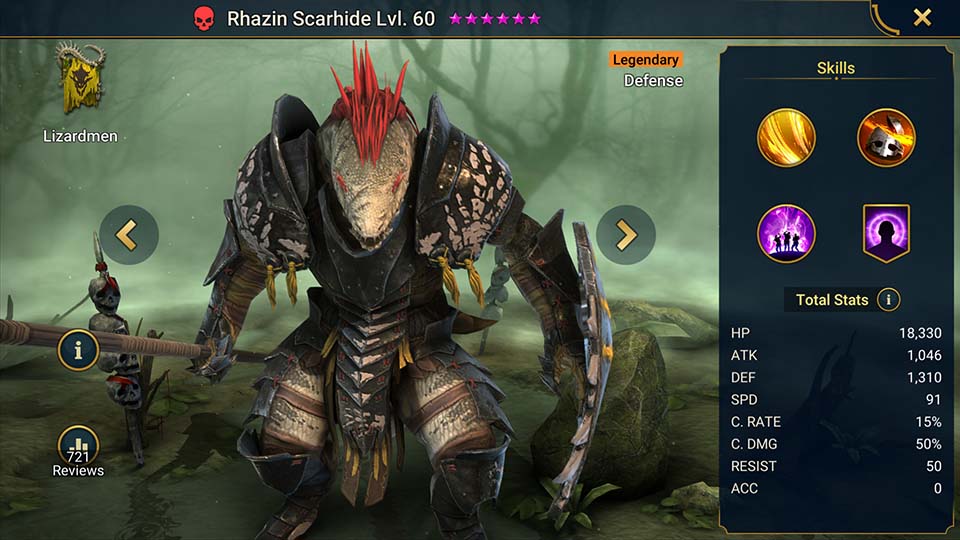 Rhazin Scarhide Lvl. 60
Lizardmen
Legendary
Defense
i
721
Reviews
Skills
Total Stats i
HP 18,330
ATK 1,046
DEF 1,310
SPD 91
C. RATE 15%
C. DMG 50%
RESIST 50
ACC 0